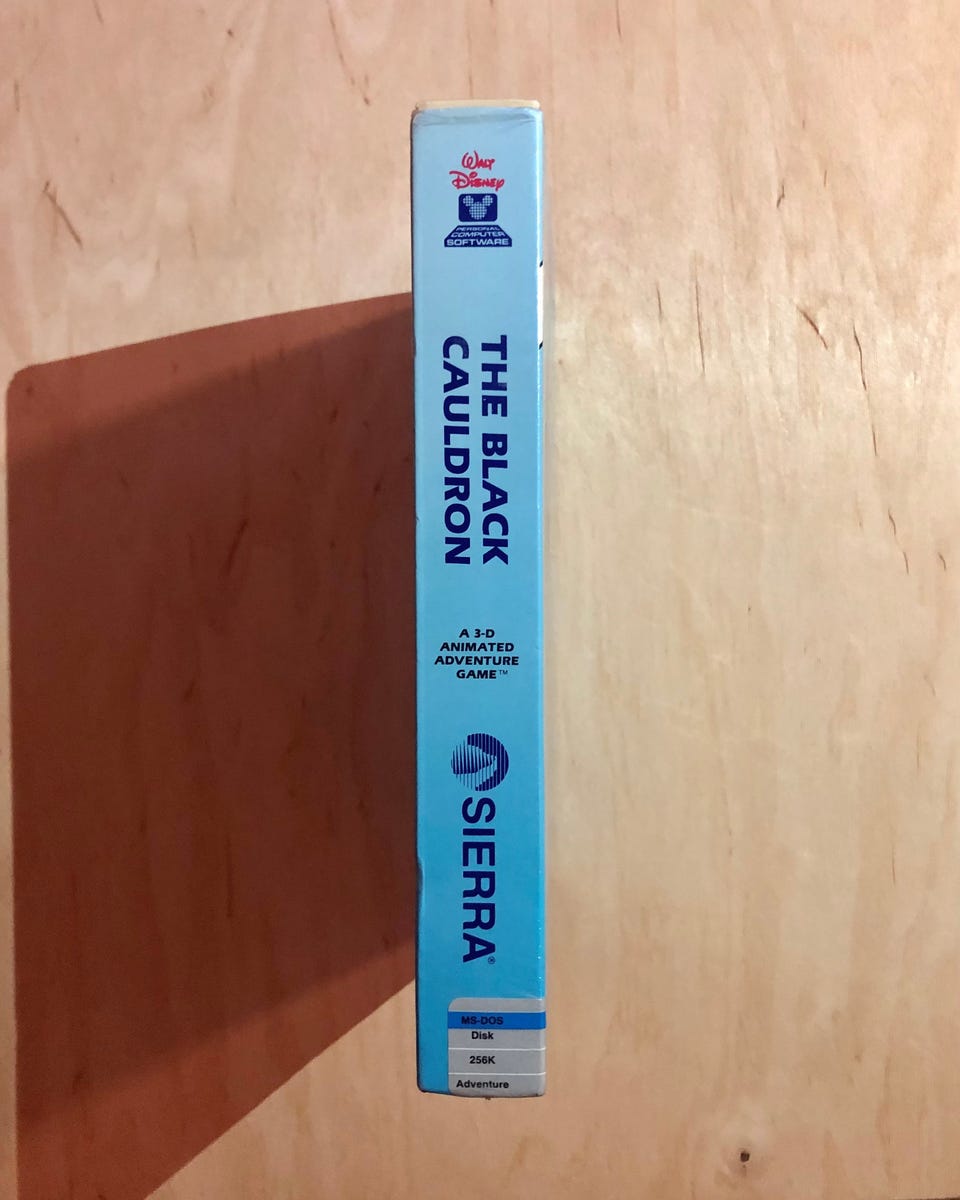 Walt
Disney
PERSONAL
COMPUTER
SOFTWARE
THE BLACK
CAULDRON
A 3-D
ANIMATED
ADVENTURE
GAME™
SIERRA®
MS-DOS
Disk
256K
Adventure